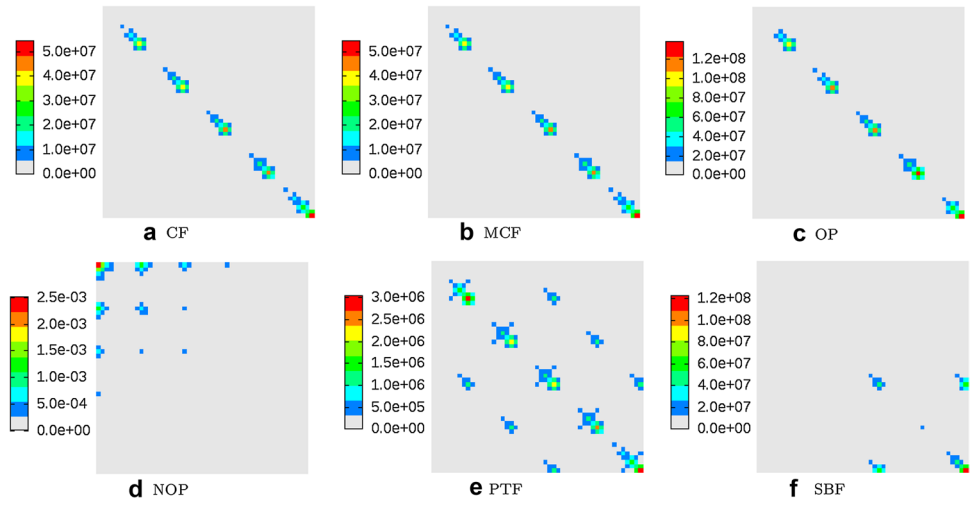 5.0e+07
4.0e+07
3.0e+07
2.0e+07
1.0e+07
0.0e+00
a CF
5.0e+07
4.0e+07
3.0e+07
2.0e+07
1.0e+07
0.0e+00
b MCF
1.2e+08
1.0e+08
8.0e+07
6.0e+07
4.0e+07
2.0e+07
0.0e+00
c OP
2.5e-03
2.0e-03
1.5e-03
1.0e-03
5.0e-04
0.0e+00
d NOP
3.0e+06
2.5e+06
2.0e+06
1.5e+06
1.0e+06
5.0e+05
0.0e+00
e PTF
1.2e+08
1.0e+08
8.0e+07
6.0e+07
4.0e+07
2.0e+07
0.0e+00
f SBF